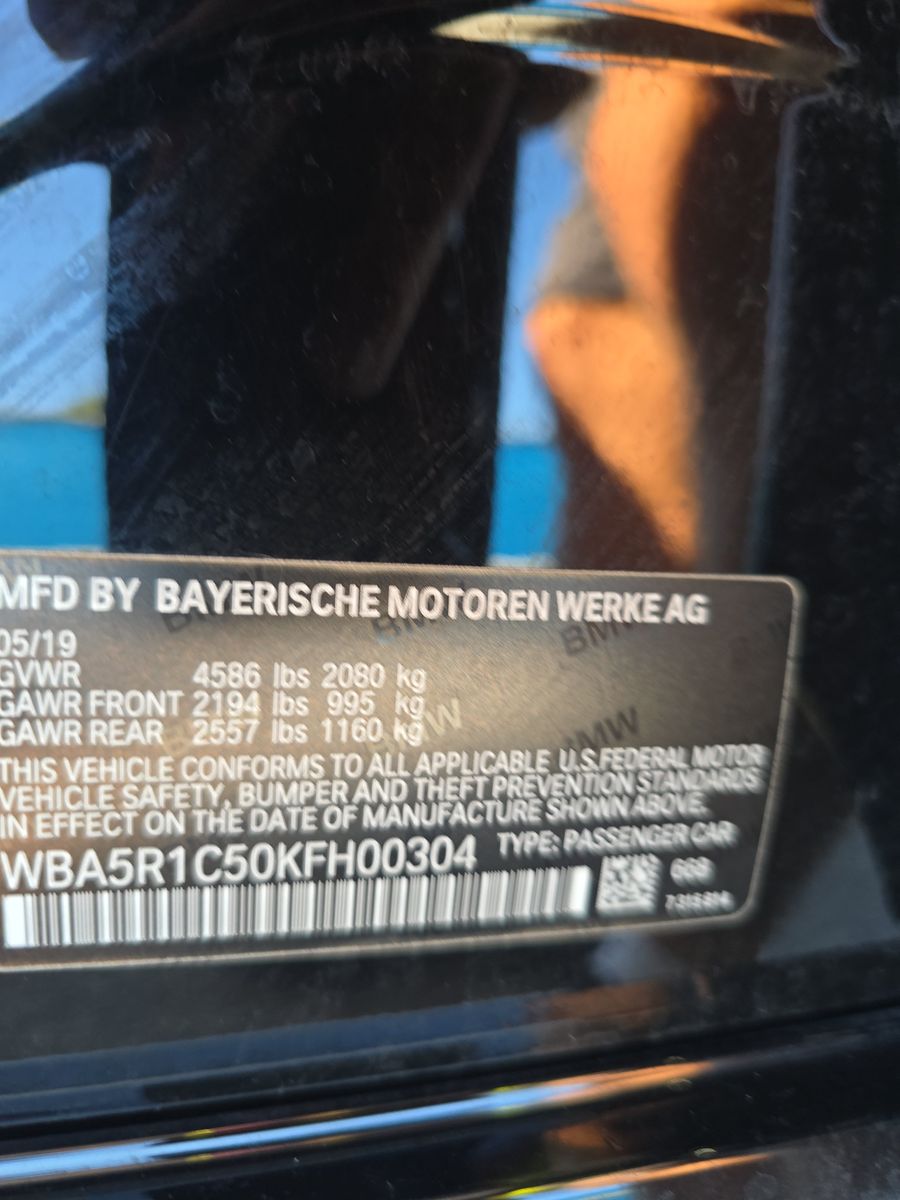 MFD BY BAYERISCHE MOTOREN WERKE AG
05/19
GVWR 4586 lbs 2080 kg
GAWR FRONT 2194 lbs 995 kg
GAWR REAR 2557 lbs 1160 kg
THIS VEHICLE CONFORMS TO ALL APPLICABLE U.S. FEDERAL MOTOR
VEHICLE SAFETY, BUMPER AND THEFT PREVENTION STANDARDS
IN EFFECT ON THE DATE OF MANUFACTURE SHOWN ABOVE.
WBA5R1C50KFH00304 TYPE: PASSENGER CAR